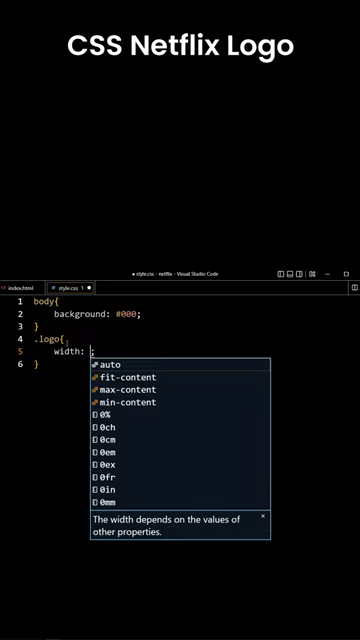 CSS Netflix Logo
● style.css - netflix - Visual Studio Code
<> index.html
# style.css 1 ●
1 body{
2 background: #000;
3 }
4 .logo{
5 width: ;
6 }
auto
fit-content
max-content
min-content
0%
0ch
0cm
0em
0ex
0fr
0in
0mm
The width depends on the values of
other properties.